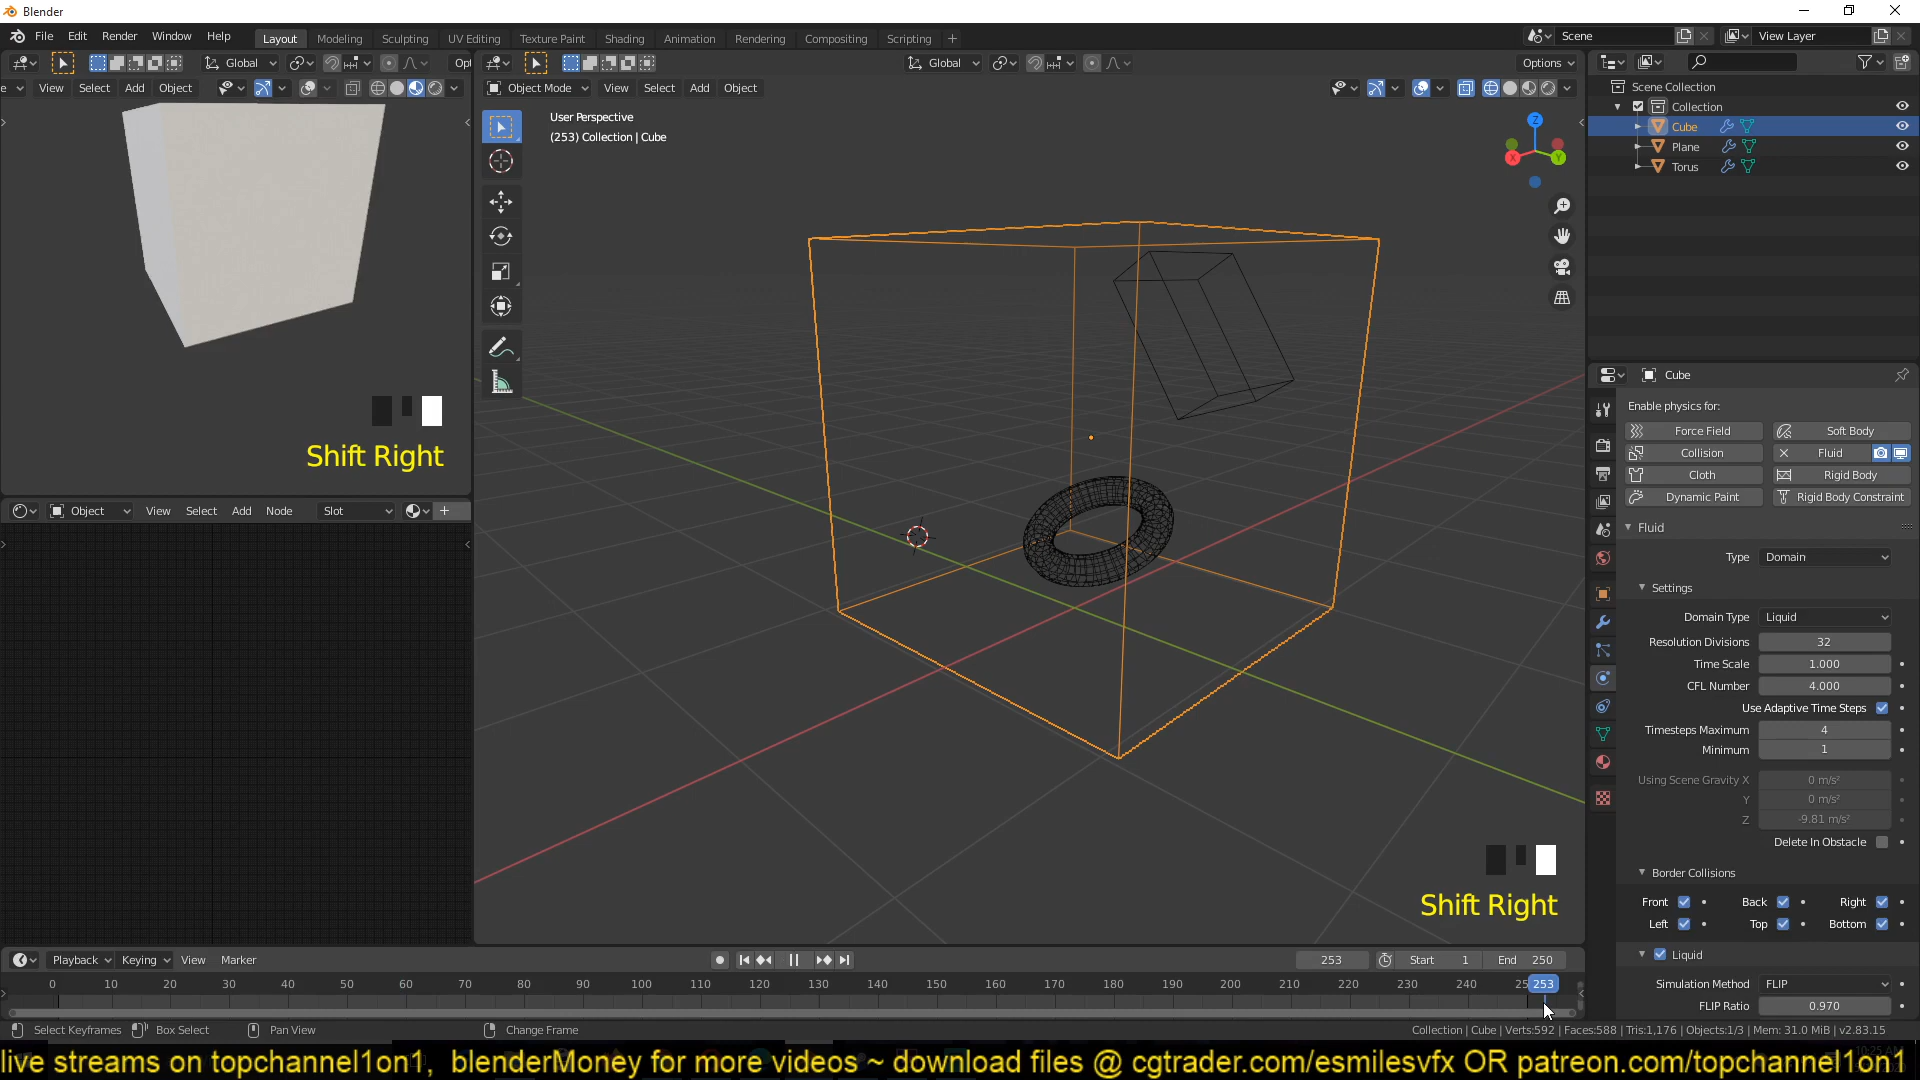 Blender
File Edit Render Window Help Layout Modeling Sculpting UV Editing Texture Paint Shading Animation Rendering Compositing Scripting + Scene View Layer
Global Opt Global Options
View Select Add Object Object Mode View Select Add Object
User Perspective
(253) Collection | Cube
Z
X Y
Scene Collection
Collection
Cube
Plane
Torus
Shift Right
Object View Select Add Node Slot
Cube
Enable physics for:
Force Field Soft Body
Collision Fluid
Cloth Rigid Body
Dynamic Paint Rigid Body Constraint
Fluid
Type Domain
Settings
Domain Type Liquid
Resolution Divisions 32
Time Scale 1.000
CFL Number 4.000
Use Adaptive Time Steps
Timesteps Maximum 4
Minimum 1
Using Scene Gravity X 0 m/s²
Y 0 m/s²
Z -9.81 m/s²
Delete In Obstacle
Border Collisions
Front Back Right
Left Top Bottom
Liquid
Simulation Method FLIP
FLIP Ratio 0.970
Shift Right
Playback Keying View Marker 253 Start 1 End 250
0 10 20 30 40 50 60 70 80 90 100 110 120 130 140 150 160 170 180 190 200 210 220 230 240 25 253
Select Keyframes Box Select Pan View Change Frame Collection | Cube | Verts:592 | Faces:588 | Tris:1,176 | Objects:1/3 | Mem: 31.0 MiB | v2.83.15
live streams on topchannel1on1, blenderMoney for more videos ~ download files @ cgtrader.com/esmilesvfx OR patreon.com/topchannel1on1